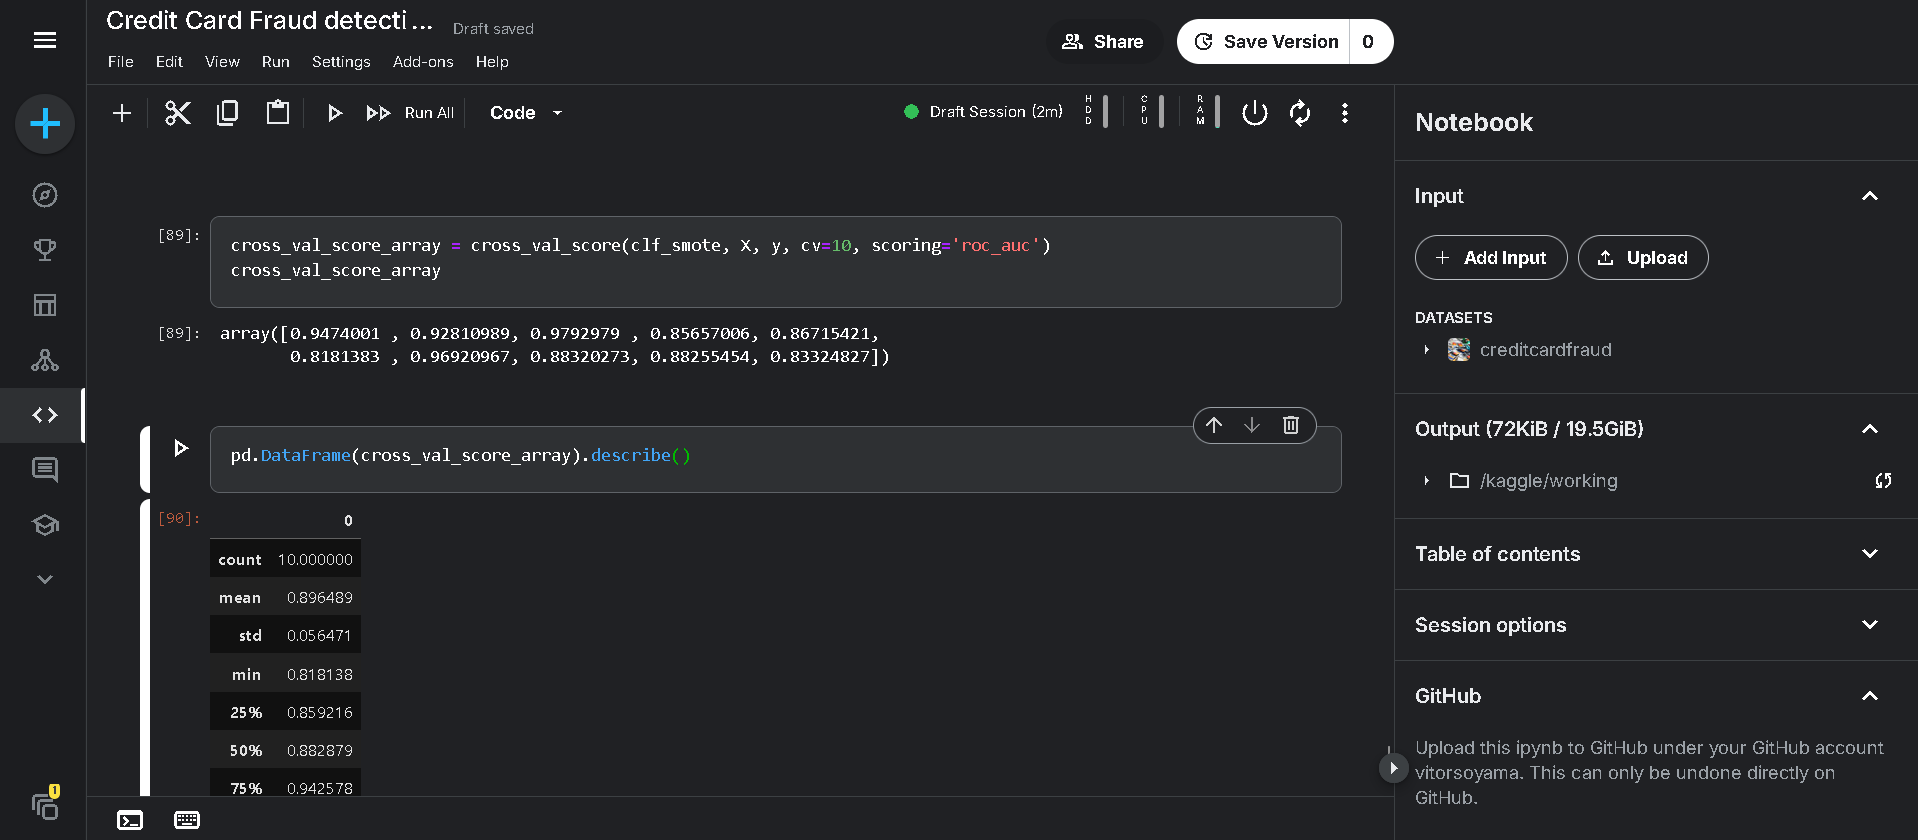 Credit Card Fraud detecti...
Draft saved
File Edit View Run Settings Add-ons Help
Share
Save Version 0
Run All
Code
Draft Session (2m)
HDD
CPU
RAM
[89]:
cross_val_score_array = cross_val_score(clf_smote, X, y, cv=10, scoring='roc_auc')
cross_val_score_array
[89]:
array([0.9474001 , 0.92810989, 0.9792979 , 0.85657006, 0.86715421,
0.8181383 , 0.96920967, 0.88320273, 0.88255454, 0.83324827])
pd.DataFrame(cross_val_score_array).describe()
[90]:
0
count 10.000000
mean 0.896489
std 0.056471
min 0.818138
25% 0.859216
50% 0.882879
75% 0.942578
1
Notebook
Input
+ Add Input
Upload
DATASETS
creditcardfraud
Output (72KiB / 19.5GiB)
/kaggle/working
Table of contents
Session options
GitHub
Upload this ipynb to GitHub under your GitHub account
vitorsoyama. This can only be undone directly on
GitHub.